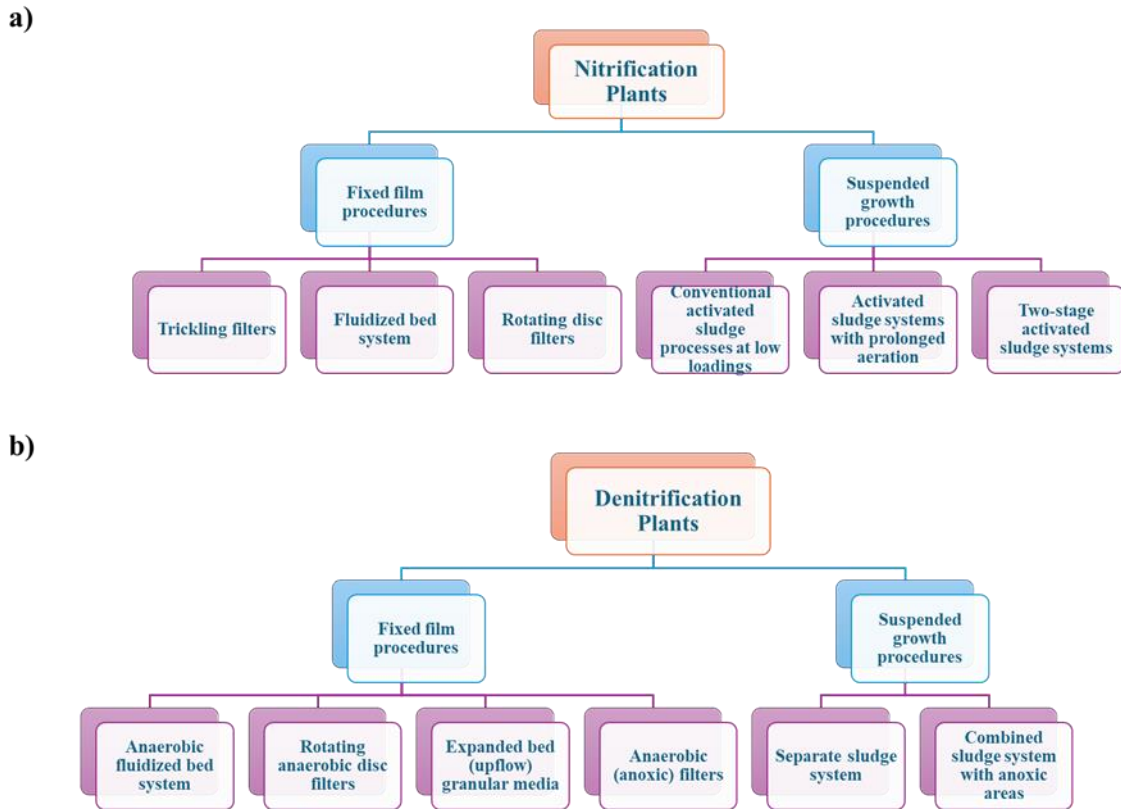 a)
Nitrification
Plants
Fixed film
procedures
Suspended
growth
procedures
Trickling filters
Fluidized bed
system
Rotating disc
filters
Conventional
activated
sludge
processes at low
loadings
Activated
sludge systems
with prolonged
aeration
Two-stage
activated
sludge systems
b)
Denitrification
Plants
Fixed film
procedures
Suspended
growth
procedures
Anaerobic
fluidized bed
system
Rotating
anaerobic disc
filters
Expanded bed
(upflow)
granular media
Anaerobic
(anoxic) filters
Separate sludge
system
Combined
sludge system
with anoxic
areas